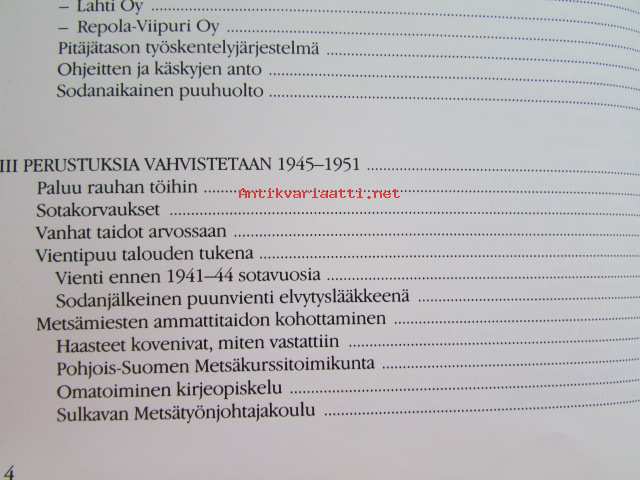 – Lahti Oy
– Repola-Viipuri Oy
Pitäjätason työskentelyjärjestelmä
Ohjeitten ja käskyjen anto
Sodanaikainen puuhuolto
III PERUSTUKSIA VAHVISTETAAN 1945–1951
Paluu rauhan töihin
Antikvariaatti.net
Sotakorvaukset
Vanhat taidot arvossaan
Vientipuu talouden tukena
Vienti ennen 1941–44 sotavuosia
Sodanjälkeinen puunvienti elvytyslääkkeenä
Metsämiesten ammattitaidon kohottaminen
Haasteet kovenivat, miten vastattiin
Pohjois-Suomen Metsäkurssitoimikunta
Omatoiminen kirjeopiskelu
Sulkavan Metsätyönjohtajakoulu
4